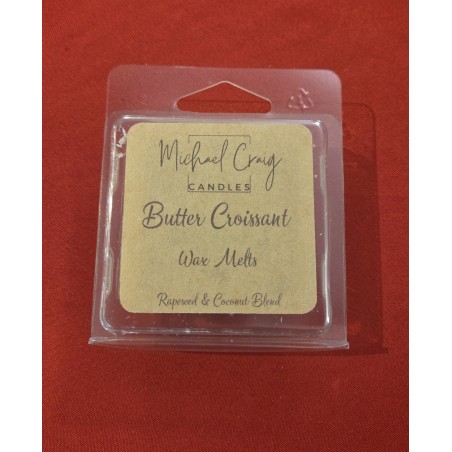 Michael Craig
CANDLES
Butter Croissant
Wax Melts
Rapeseed & Coconut Blend